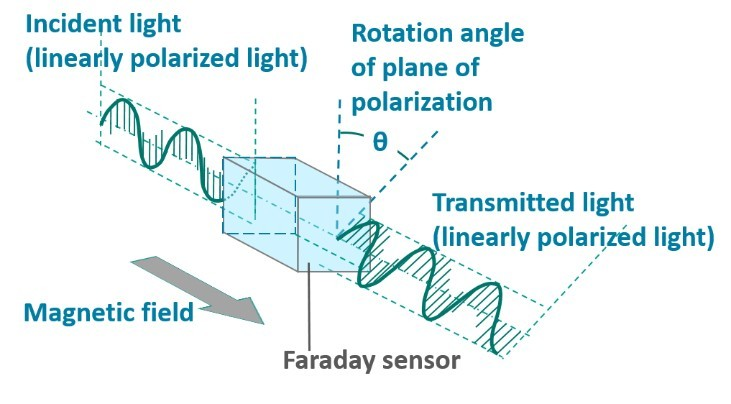 Incident light
(linearly polarized light)
Rotation angle
of plane of
polarization
θ
Transmitted light
(linearly polarized light)
Magnetic field
Faraday sensor